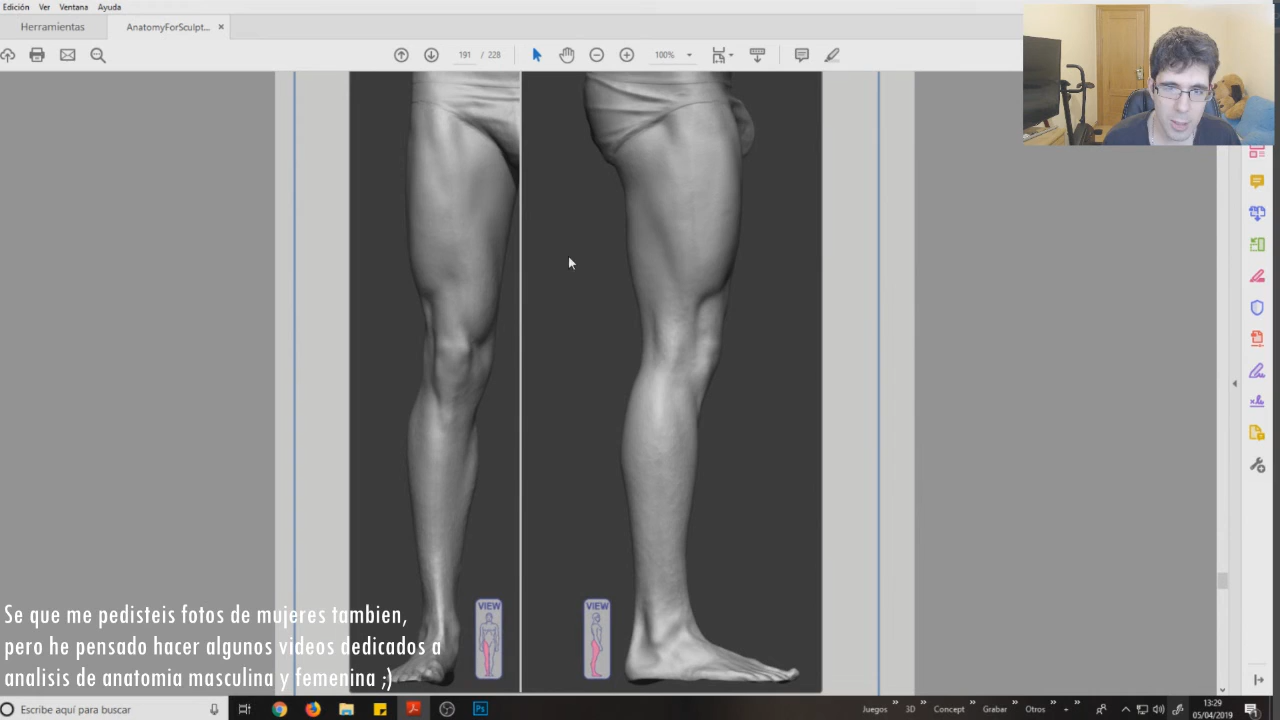 Edición Ver Ventana Ayuda
Herramientas AnatomyForSculpt... ×
191 / 228 100%
VIEW VIEW
Se que me pedisteis fotos de mujeres tambien,
pero he pensado hacer algunos videos dedicados a
analisis de anatomia masculina y femenina ;)
Escribe aquí para buscar
Juegos » 3D » Concept » Grabar » Otros »
13:29
05/04/2019